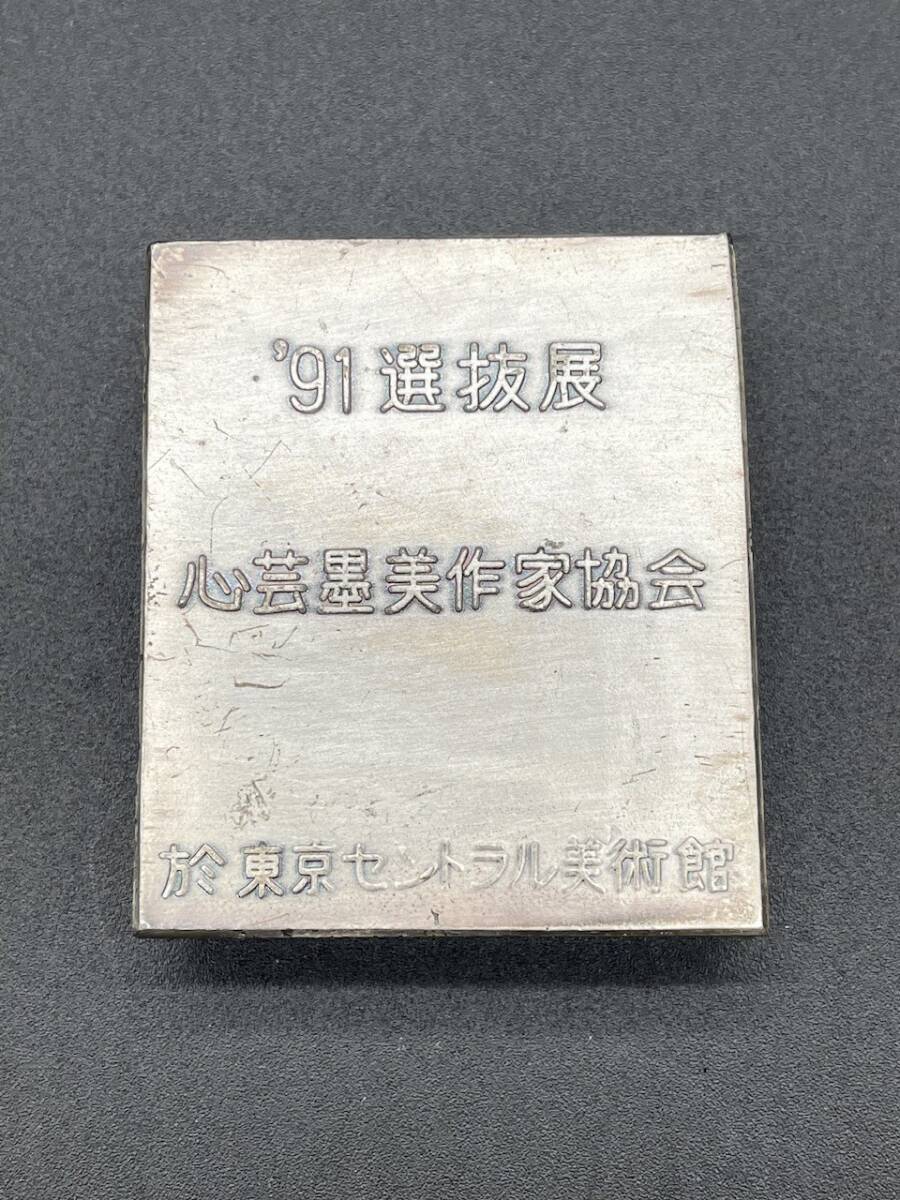 '91 選抜展
心芸墨美作家協会
於 東京セントラル美術館